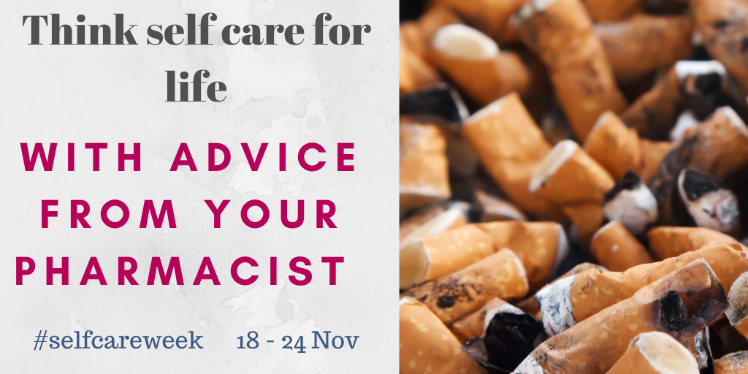 Think self care for
life
WITH ADVICE
FROM YOUR
PHARMACIST
#selfcareweek 18 - 24 Nov